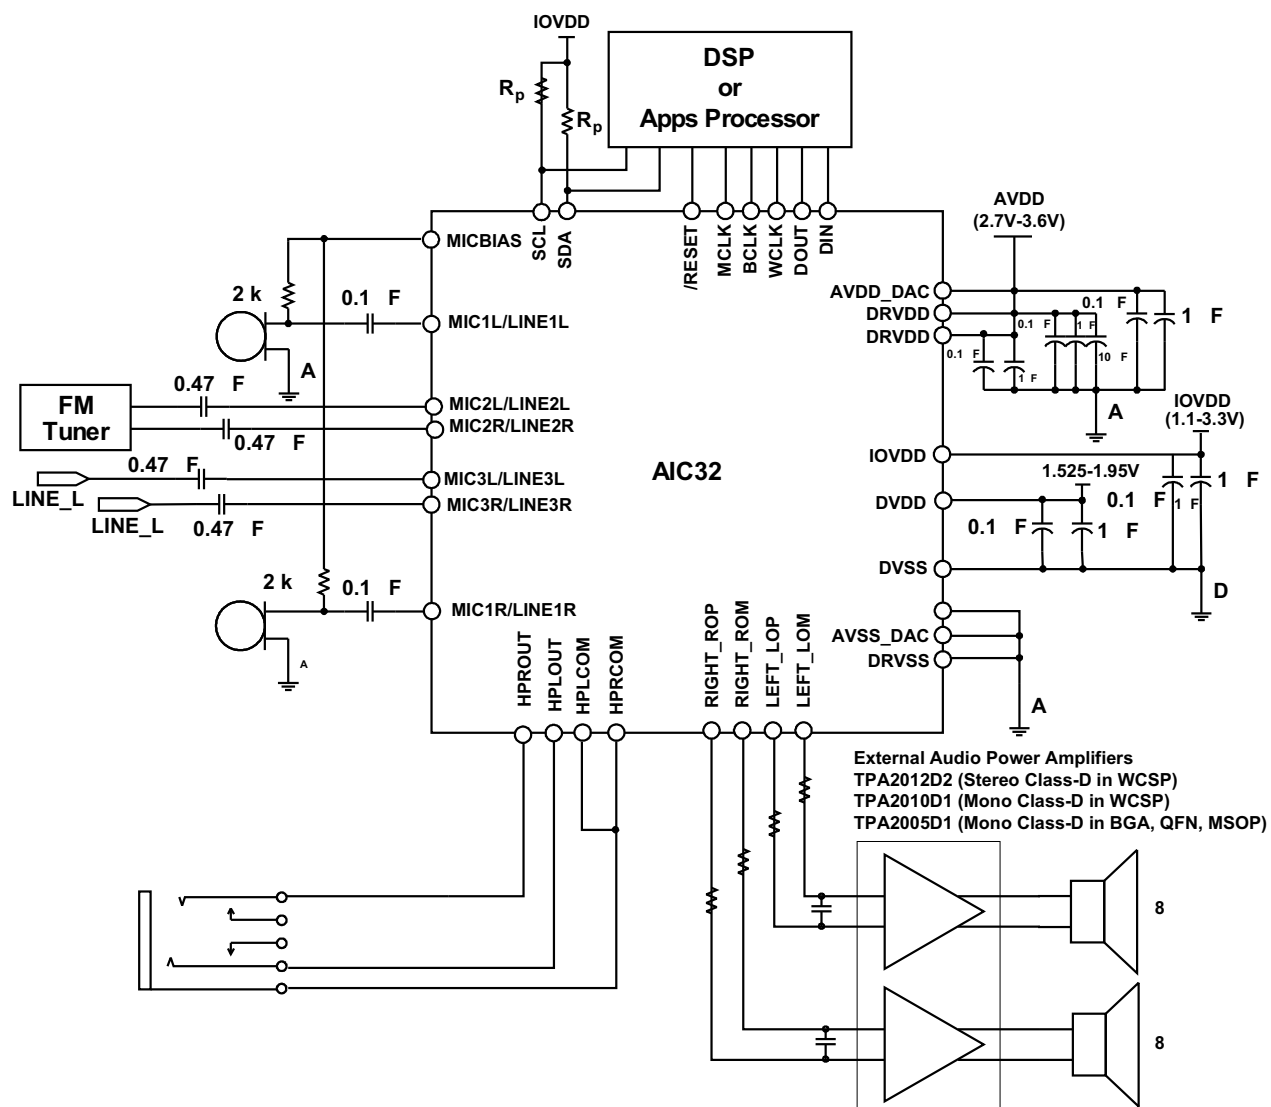 IOVDD
DSP
or
Apps Processor
Rp
Rp
SCL
SDA
/RESET
MCLK
BCLK
WCLK
DOUT
DIN
AVDD
(2.7V-3.6V)
MICBIAS
2 k
0.1 F
MIC1L/LINE1L
A
AVDD_DAC
DRVDD
DRVDD
0.1 F
1 F
0.1 F
1 F
10 F
0.1 F
1 F
A
FM
Tuner
0.47 F
MIC2L/LINE2L
MIC2R/LINE2R
0.47 F
IOVDD
(1.1-3.3V)
0.47 F
LINE_L
MIC3L/LINE3L
LINE_L
MIC3R/LINE3R
0.47 F
AIC32
IOVDD
1.525-1.95V
DVDD
0.1 F
1 F
0.1 F
1 F
1 F
DVSS
D
2 k
0.1 F
MIC1R/LINE1R
A
AVSS_DAC
DRVSS
A
HPROUT
HPLOUT
HPLCOM
HPRCOM
RIGHT_ROP
RIGHT_ROM
LEFT_LOP
LEFT_LOM
External Audio Power Amplifiers
TPA2012D2 (Stereo Class-D in WCSP)
TPA2010D1 (Mono Class-D in WCSP)
TPA2005D1 (Mono Class-D in BGA, QFN, MSOP)
8
8